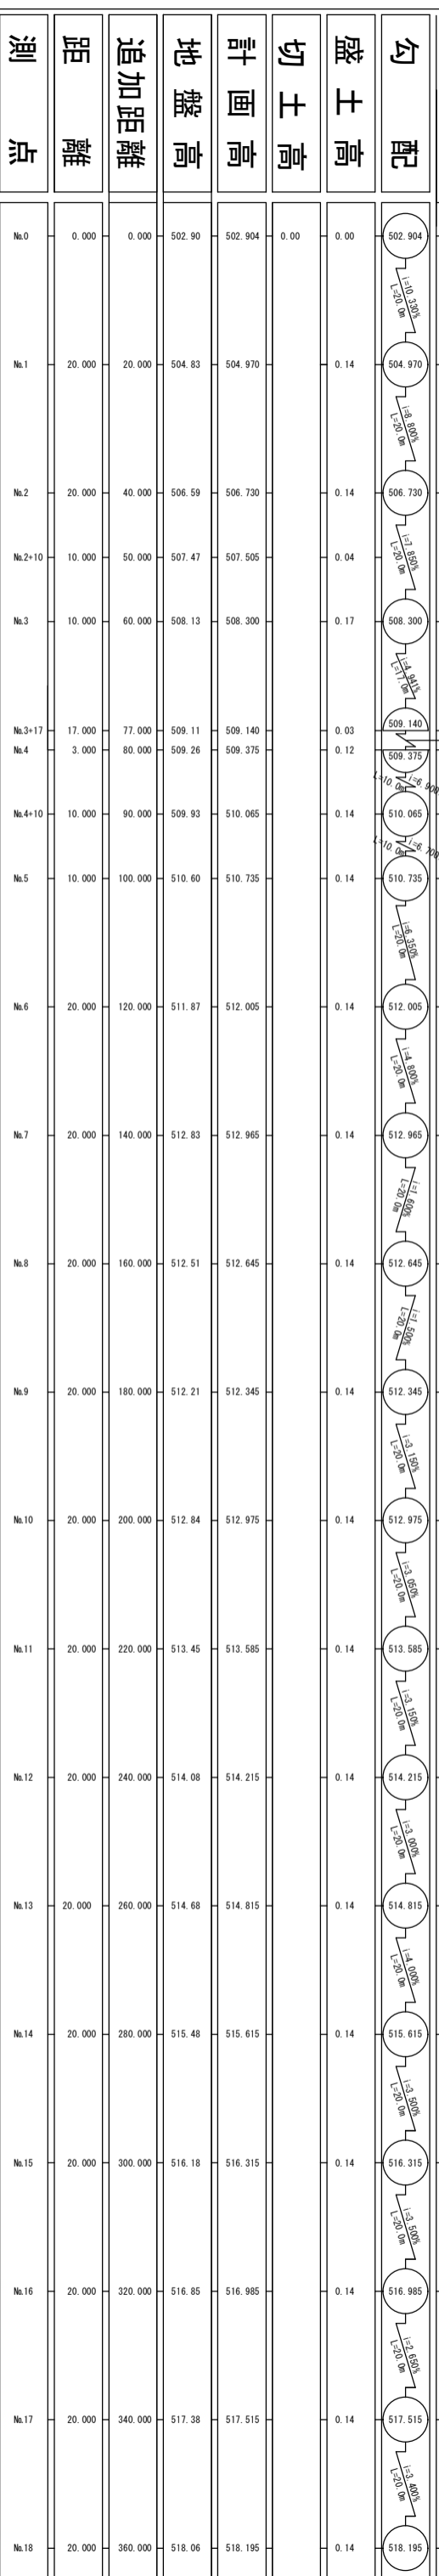 測点 距離 追加距離 地盤高 計画高 切土高 盛土高 勾配
No.0 0.000 0.000 502.90 502.904 0.00 0.00 502.904
i=10.330%
L=20.0m
No.1 20.000 20.000 504.83 504.970 0.14 504.970
i=8.800%
L=20.0m
No.2 20.000 40.000 506.59 506.730 0.14 506.730
i=7.850%
L=20.0m
No.2+10 10.000 50.000 507.47 507.505 0.04
No.3 10.000 60.000 508.13 508.300 0.17 508.300
i=4.941%
L=17.0m
No.3+17 17.000 77.000 509.11 509.140 0.03 509.140
No.4 3.000 80.000 509.26 509.375 0.12 509.375
i=6.900
L=10.0m
No.4+10 10.000 90.000 509.93 510.065 0.14 510.065
i=6.700
L=10.0m
No.5 10.000 100.000 510.60 510.735 0.14 510.735
i=6.350%
L=20.0m
No.6 20.000 120.000 511.87 512.005 0.14 512.005
i=4.800%
L=20.0m
No.7 20.000 140.000 512.83 512.965 0.14 512.965
i=1.600%
L=20.0m
No.8 20.000 160.000 512.51 512.645 0.14 512.645
i=1.500%
L=20.0m
No.9 20.000 180.000 512.21 512.345 0.14 512.345
i=3.150%
L=20.0m
No.10 20.000 200.000 512.84 512.975 0.14 512.975
i=3.050%
L=20.0m
No.11 20.000 220.000 513.45 513.585 0.14 513.585
i=3.150%
L=20.0m
No.12 20.000 240.000 514.08 514.215 0.14 514.215
i=3.000%
L=20.0m
No.13 20.000 260.000 514.68 514.815 0.14 514.815
i=4.000%
L=20.0m
No.14 20.000 280.000 515.48 515.615 0.14 515.615
i=3.500%
L=20.0m
No.15 20.000 300.000 516.18 516.315 0.14 516.315
i=3.500%
L=20.0m
No.16 20.000 320.000 516.85 516.985 0.14 516.985
i=2.650%
L=20.0m
No.17 20.000 340.000 517.38 517.515 0.14 517.515
i=3.400%
L=20.0m
No.18 20.000 360.000 518.06 518.195 0.14 518.195